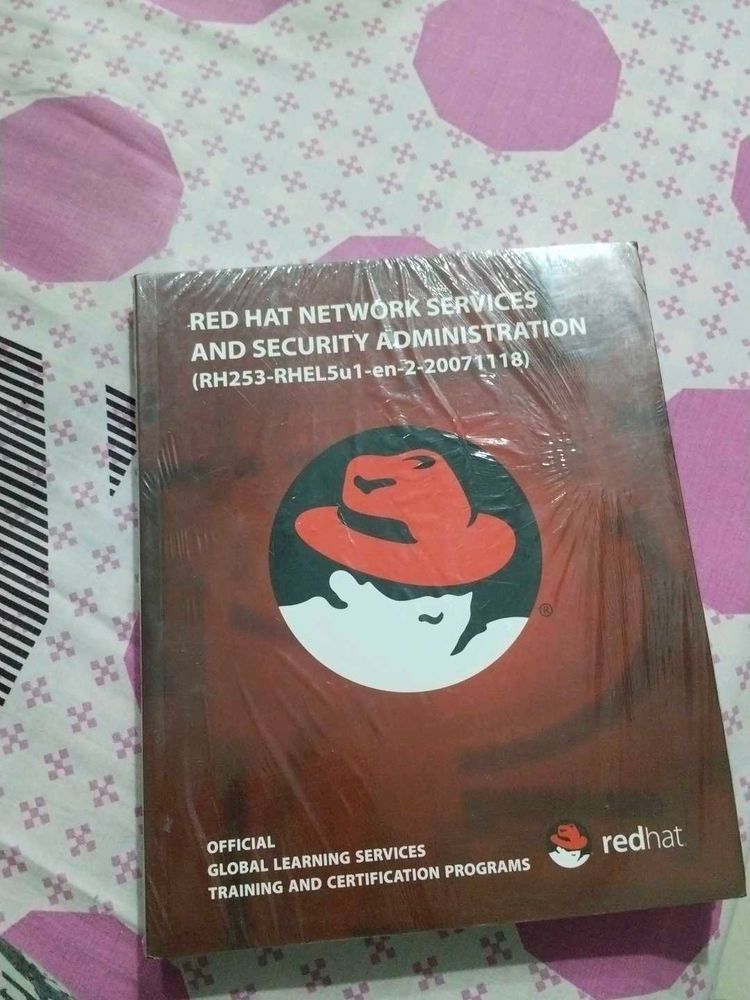 RED HAT NETWORK SERVICES
AND SECURITY ADMINISTRATION
(RH253-RHEL5u1-en-2-20071118)
®
OFFICIAL
GLOBAL LEARNING SERVICES
TRAINING AND CERTIFICATION PROGRAMS
redhat